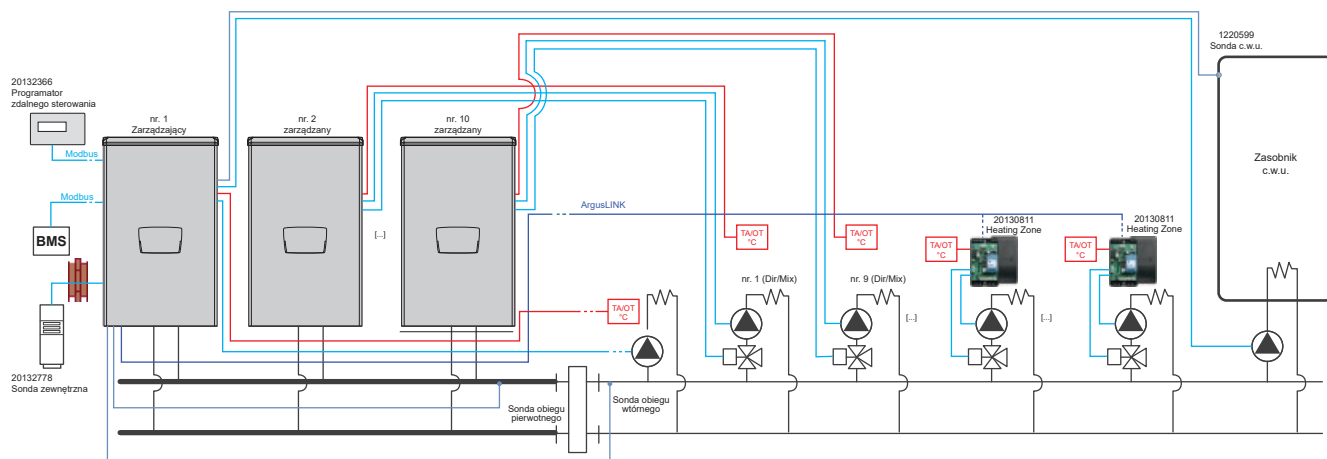 1220599
Sonda c.w.u.
20132366
Programator
zdalnego sterowania
nr. 1
Zarządzający
nr. 2
zarządzany
nr. 10
zarządzany
Modbus
Zasobnik
c.w.u.
Modbus
ArgusLINK
20130811
Heating Zone
20130811
Heating Zone
BMS
[...]
TA/OT
°C
TA/OT
°C
TA/OT
°C
TA/OT
°C
nr. 1 (Dir/Mix)
nr. 9 (Dir/Mix)
TA/OT
°C
[...]
[...]
20132778
Sonda zewnętrzna
Sonda obiegu
pierwotnego
Sonda obiegu
wtórnego